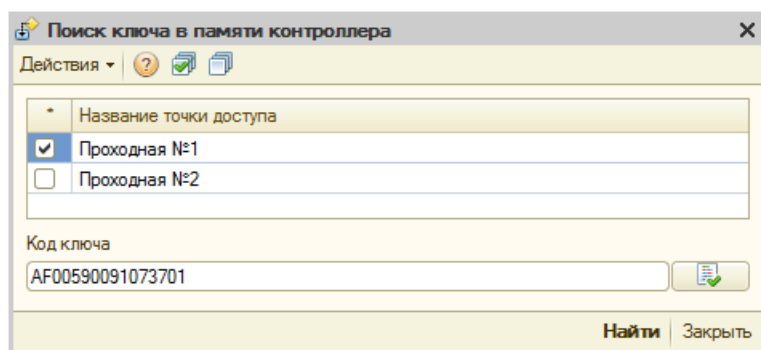 Поиск ключа в памяти контроллера
Действия
* Название точки доступа
Проходная №1
Проходная №2
Код ключа
AF00590091073701
Найти Закрыть